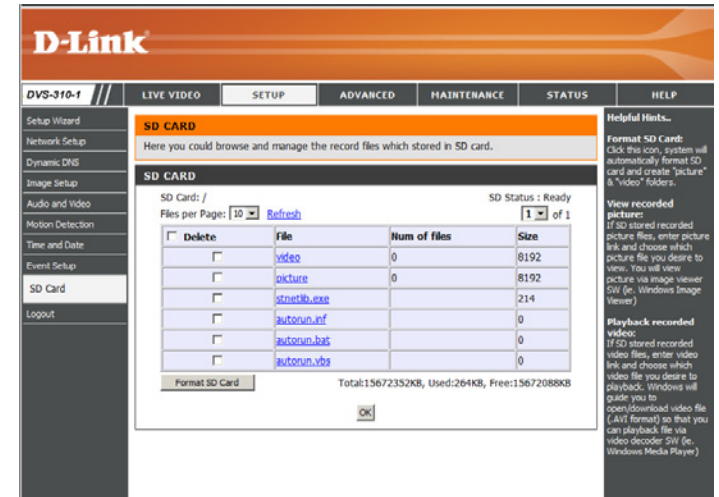 D-Link
DVS-310-1
LIVE VIDEO
SETUP
ADVANCED
MAINTENANCE
STATUS
HELP
Setup Wizard
Network Setup
Dynamic DNS
Image Setup
Audio and Video
Motion Detection
Time and Date
Event Setup
SD Card
Logout
SD CARD
Here you could browse and manage the record files which stored in SD card.
SD CARD
SD Card: /
SD Status : Ready
Files per Page: 10 Refresh
1 of 1
Delete File Num of files Size
video 0 8192
picture 0 8192
stnetlib.exe 214
autorun.inf 0
autorun.bat 0
autorun.vbs 0
Format SD Card
Total:15672352KB, Used:264KB, Free:15672088KB
OK
Helpful Hints..
Format SD Card:
Click this icon, system will
automatically format SD
card and create "picture"
& "video" folders.
View recorded
picture:
If SD stored recorded
picture files, enter picture
link and choose which
picture file you desire to
view. You will view
picture via image viewer
SW (ie. Windows Image
Viewer)
Playback recorded
video:
If SD stored recorded
video files, enter video
link and choose which
video file you desire to
playback. Windows will
guide you to
open/download video file
(.AVI format) so that you
can playback file via
video decoder SW (ie.
Windows Media Player)